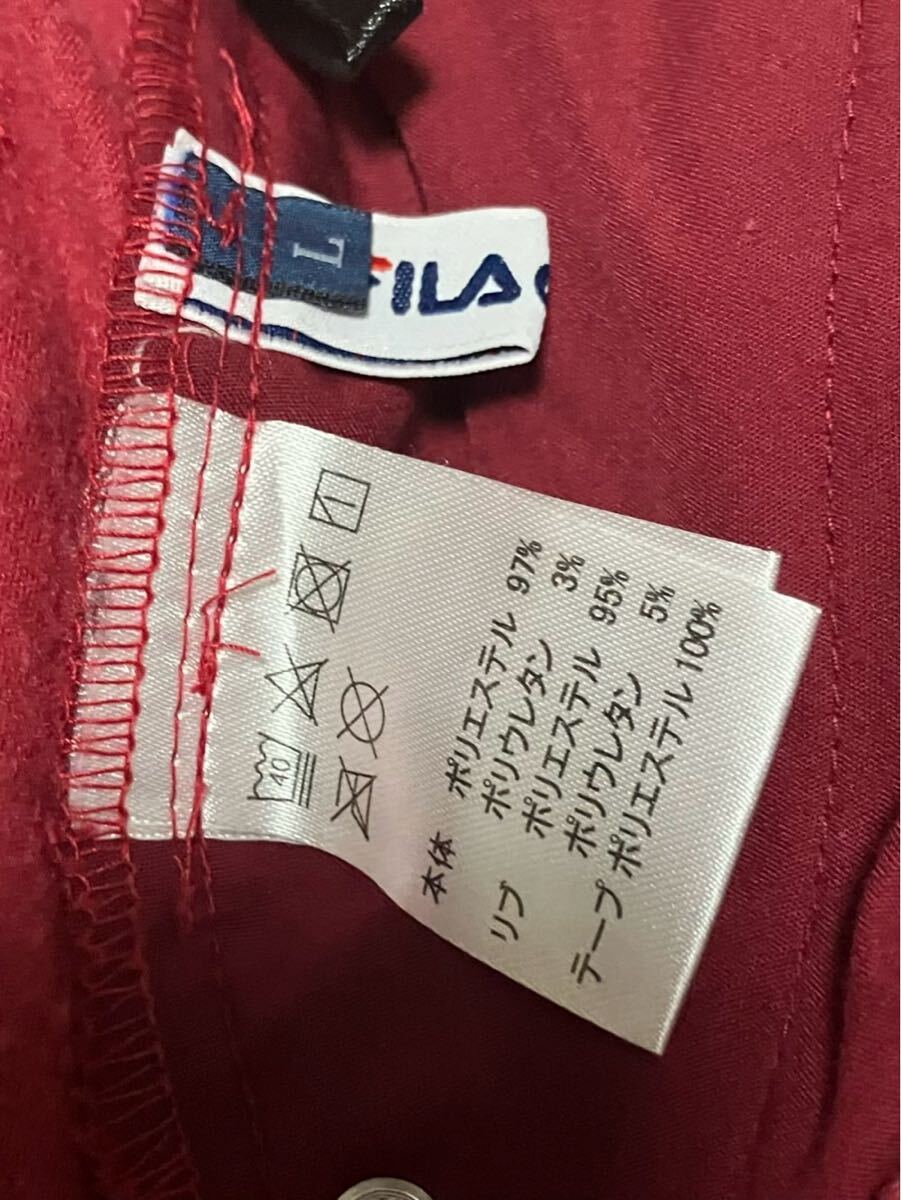 L
FILA
40
本体 ポリエステル 97%
ポリウレタン 3%
リブ ポリエステル 95%
ポリウレタン 5%
テープ ポリエステル 100%